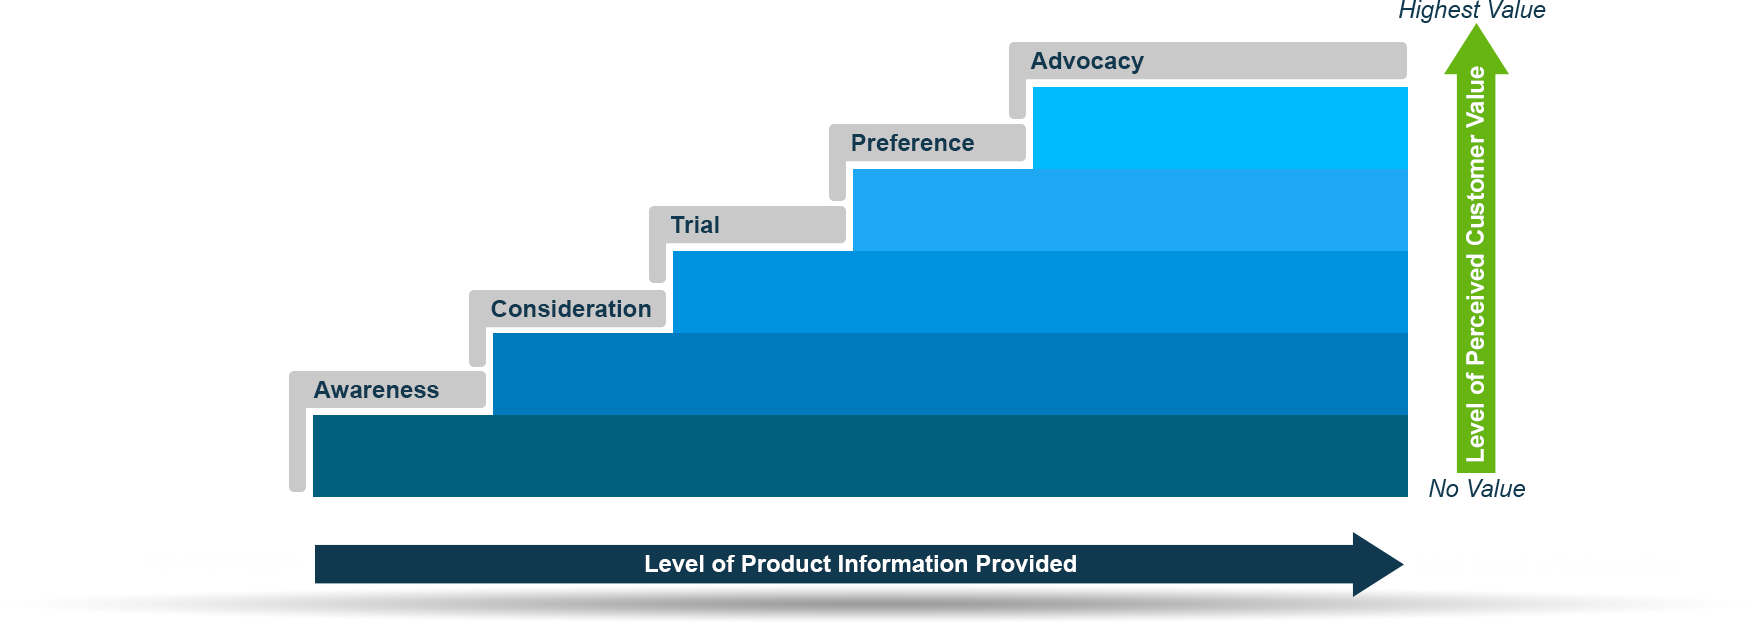 Highest Value
Advocacy
Preference
Trial
Consideration
Awareness
Level of Perceived Customer Value
No Value
Level of Product Information Provided